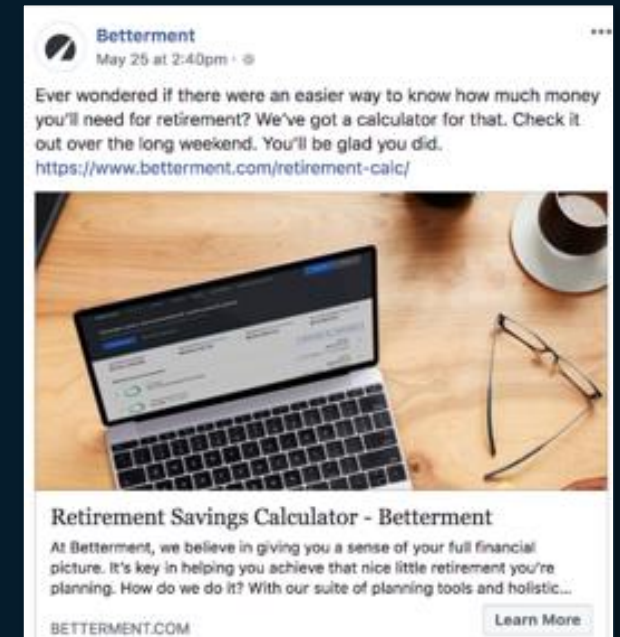 Betterment
May 25 at 2:40pm ·
Ever wondered if there were an easier way to know how much money
you'll need for retirement? We've got a calculator for that. Check it
out over the long weekend. You'll be glad you did.
https://www.betterment.com/retirement-calc/
Retirement Savings Calculator - Betterment
At Betterment, we believe in giving you a sense of your full financial
picture. It's key in helping you achieve that nice little retirement you're
planning. How do we do it? With our suite of planning tools and holistic...
BETTERMENT.COM
Learn More